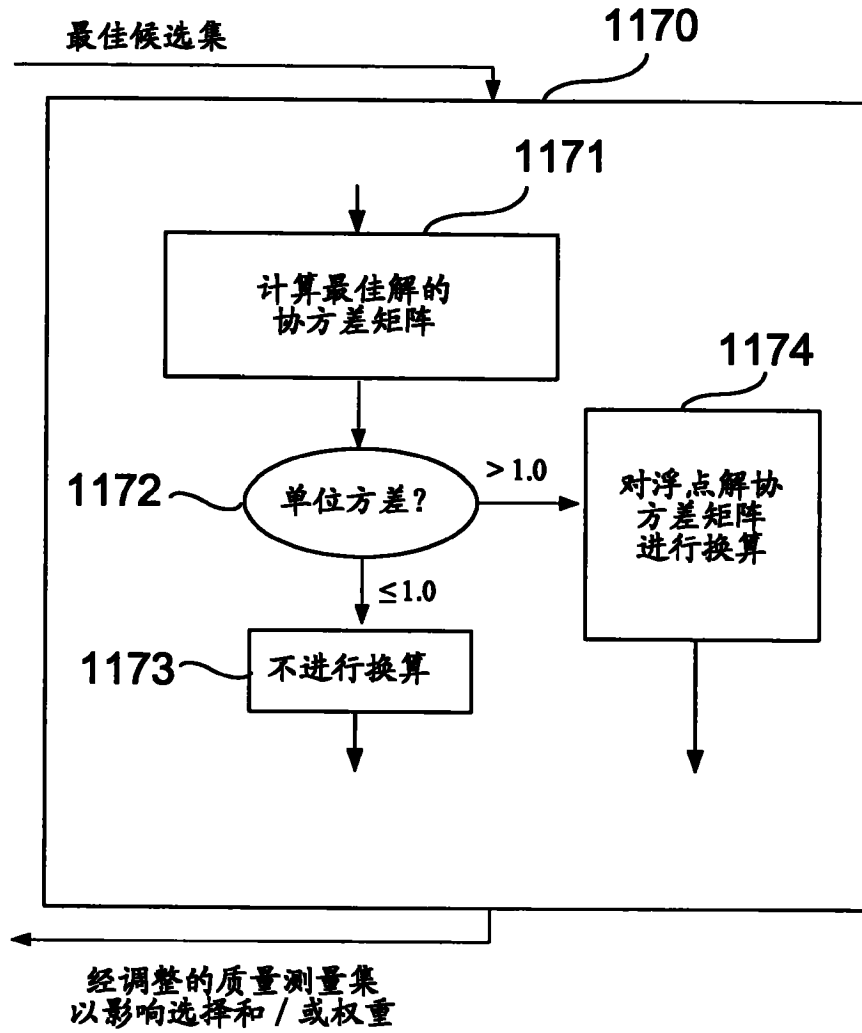 最佳候选集
1170
1171
计算最佳解的
协方差矩阵
1174
1172
单位方差?
> 1.0
对浮点解协
方差矩阵
进行换算
≤ 1.0
1173
不进行换算
经调整的质量测量集
以影响选择和 / 或权重